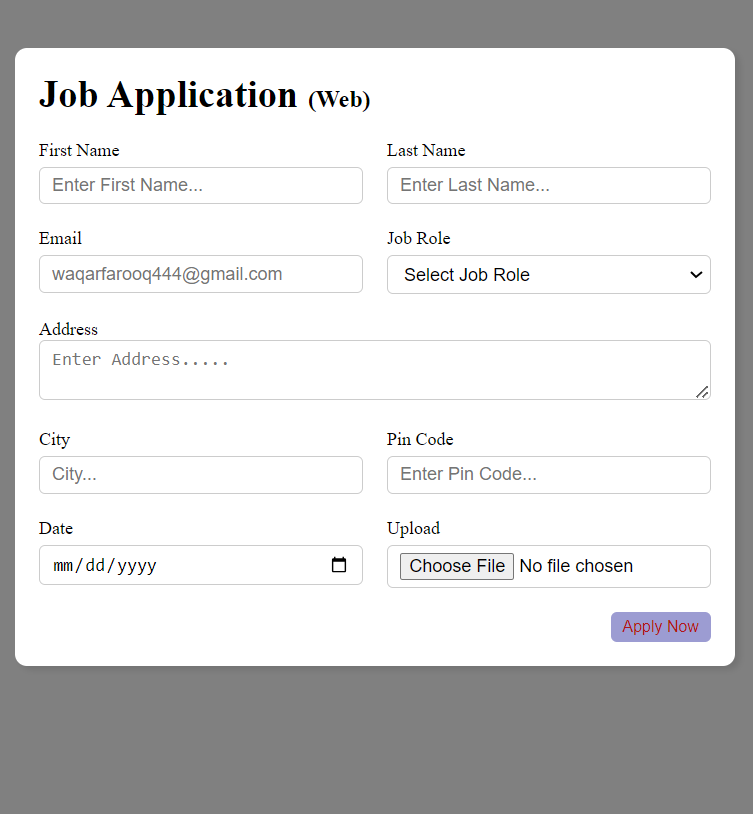 Job Application (Web)
First Name Last Name
Enter First Name... Enter Last Name...
Email Job Role
waqarfarooq444@gmail.com Select Job Role
Address
Enter Address.....
City Pin Code
City... Enter Pin Code...
Date Upload
mm/dd/yyyy Choose File No file chosen
Apply Now